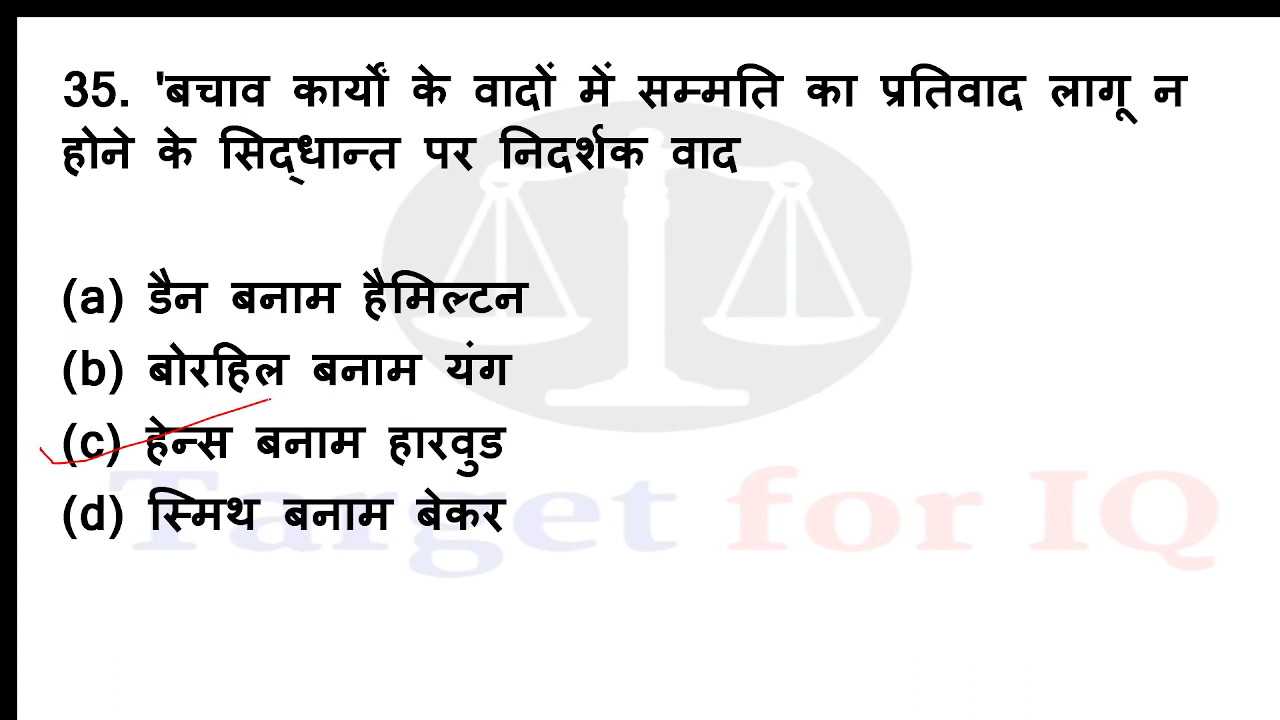 35. 'बचाव कार्यों के वादों में सम्मति का प्रतिवाद लागू न
होने के सिद्धान्त पर निदर्शक वाद
(a) डैन बनाम हैमिल्टन
(b) बोरहिल बनाम यंग
(c) हेन्स बनाम हारवुड
(d) स्मिथ बनाम बेकर
Target for IQ